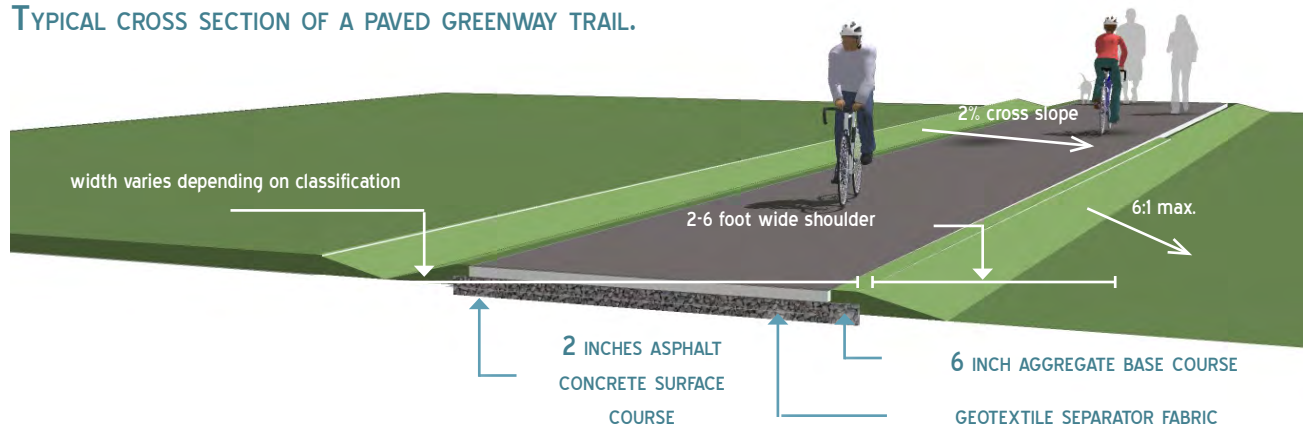 Typical cross section of a paved greenway trail.
2% cross slope
width varies depending on classification
2-6 foot wide shoulder
6:1 max.
2 inches asphalt
concrete surface
course
6 inch aggregate base course
geotextile separator fabric